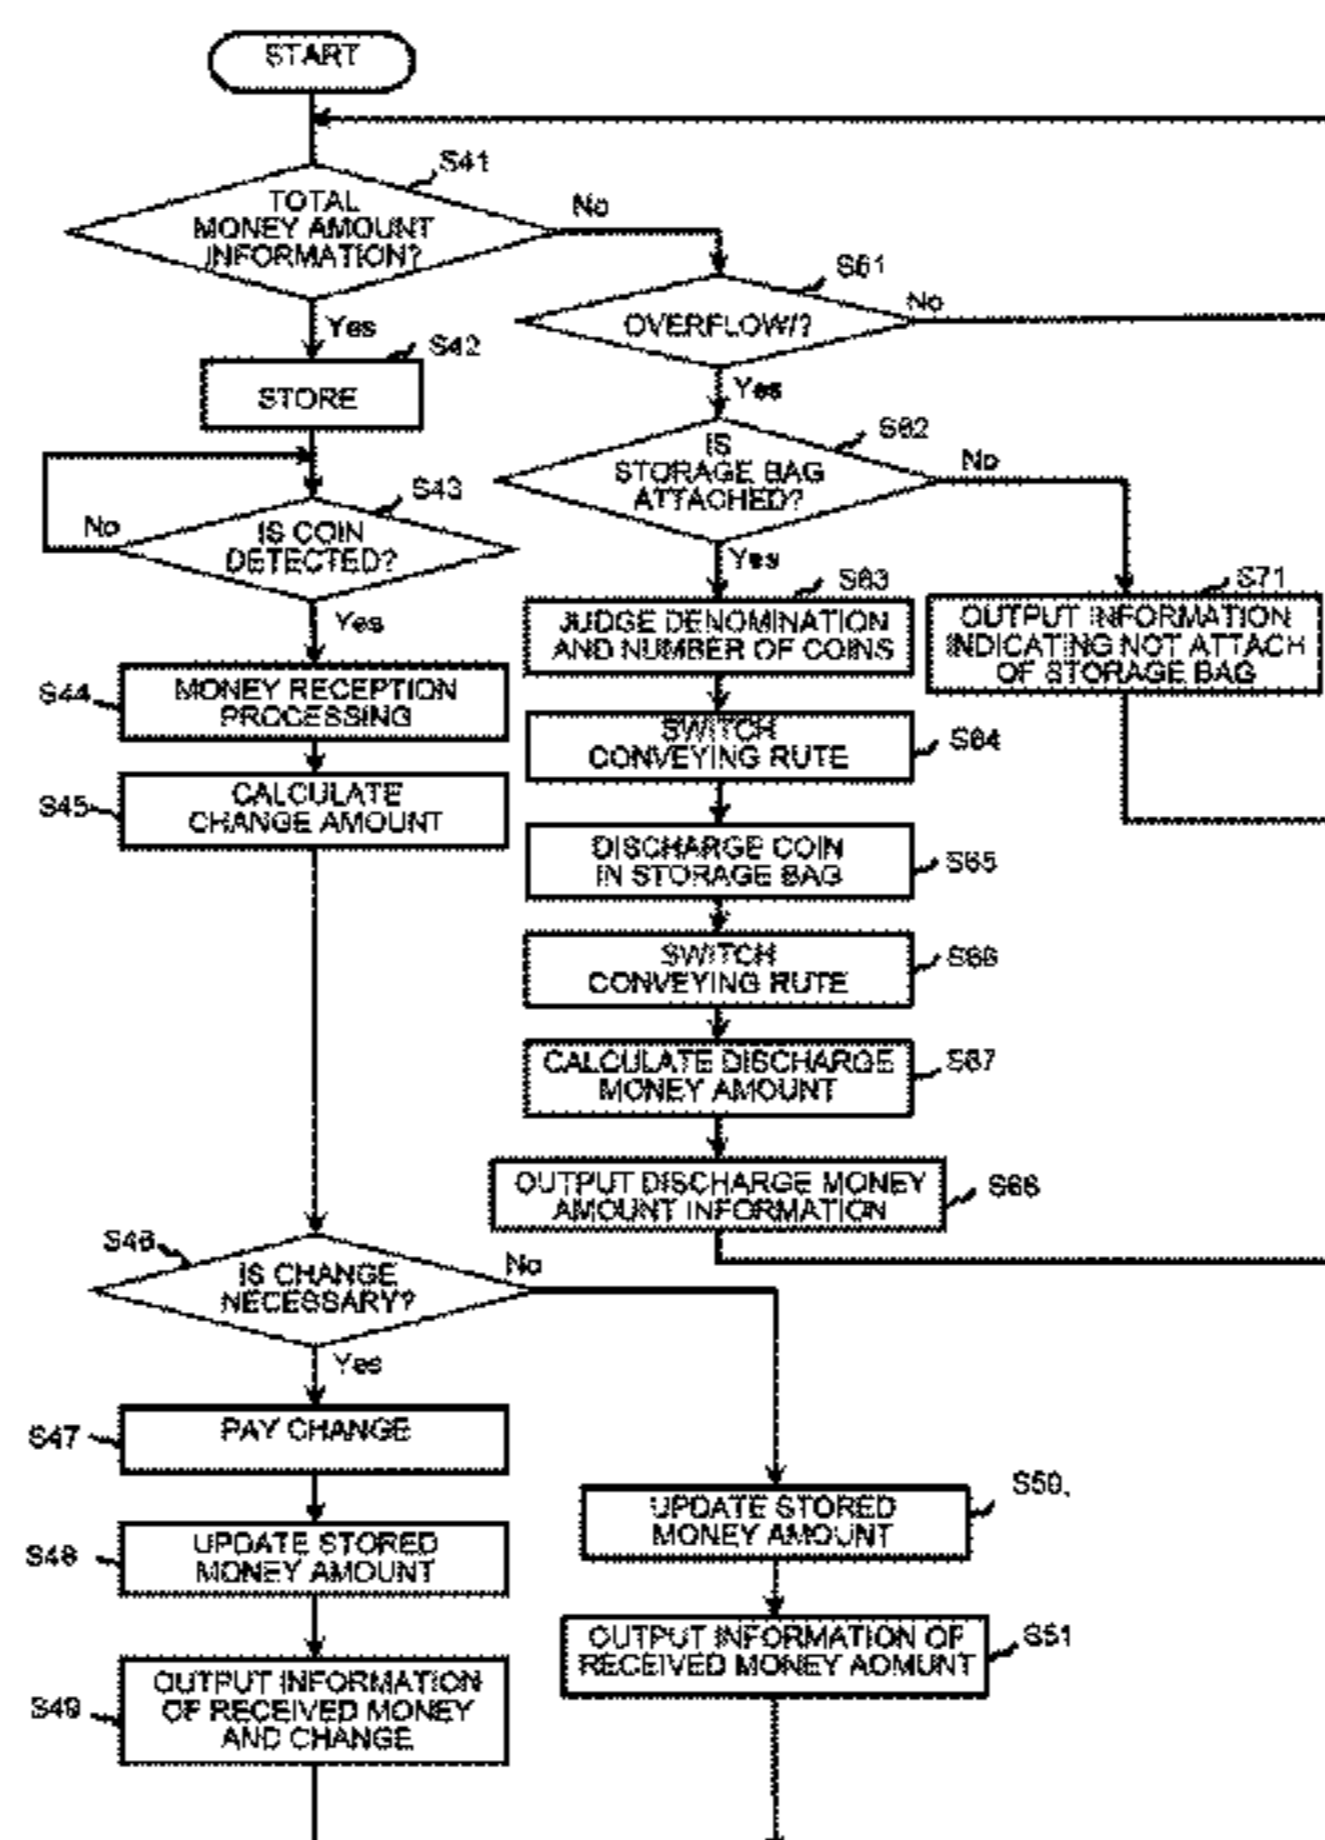 START
S41
TOTAL
MONEY AMOUNT
INFORMATION?
No
Yes
S61
OVERFLOW/?
No
Yes
S42
STORE
S62
IS
STORAGE BAG
ATTACHED?
No
Yes
S43
IS COIN
DETECTED?
No
Yes
S63
JUDGE DENOMINATION
AND NUMBER OF COINS
S71
OUTPUT INFORMATION
INDICATING NOT ATTACH
OF STORAGE BAG
S44
MONEY RECEPTION
PROCESSING
SWITCH
CONVEYING RUTE
S64
S45
CALCULATE
CHANGE AMOUNT
DISCHARGE COIN
IN STORAGE BAG
S65
SWITCH
CONVEYING RUTE
S66
CALCULATE DISCHARGE
MONEY AMOUNT
S67
OUTPUT DISCHARGE MONEY
AMOUNT INFORMATION
S46
IS CHANGE
NECESSARY?
No
Yes
S47
PAY CHANGE
UPDATE STORED
MONEY AMOUNT
S50.
S48
UPDATE STORED
MONEY AMOUNT
OUTPUT INFORMATION OF
RECEIVED MONEY AOMUNT
S51
S49
OUTPUT INFORMATION
OF RECEIVED MONEY
AND CHANGE